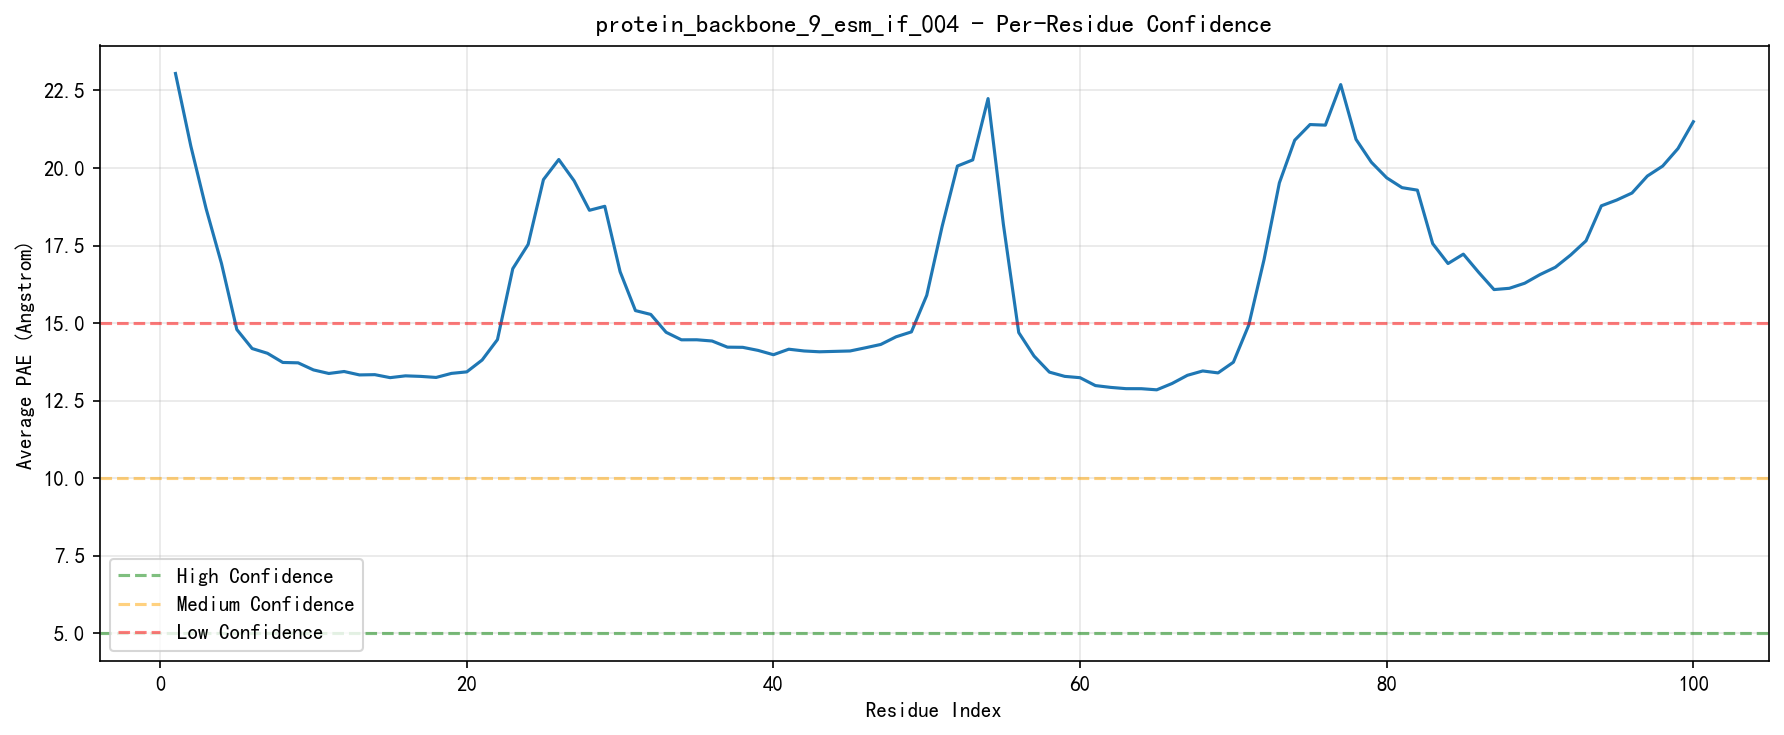 protein_backbone_9_esm_if_004 - Per-Residue Confidence
Average PAE (Angstrom)
22.5
20.0
17.5
15.0
12.5
10.0
7.5
5.0
High Confidence
Medium Confidence
Low Confidence
0 20 40 60 80 100
Residue Index